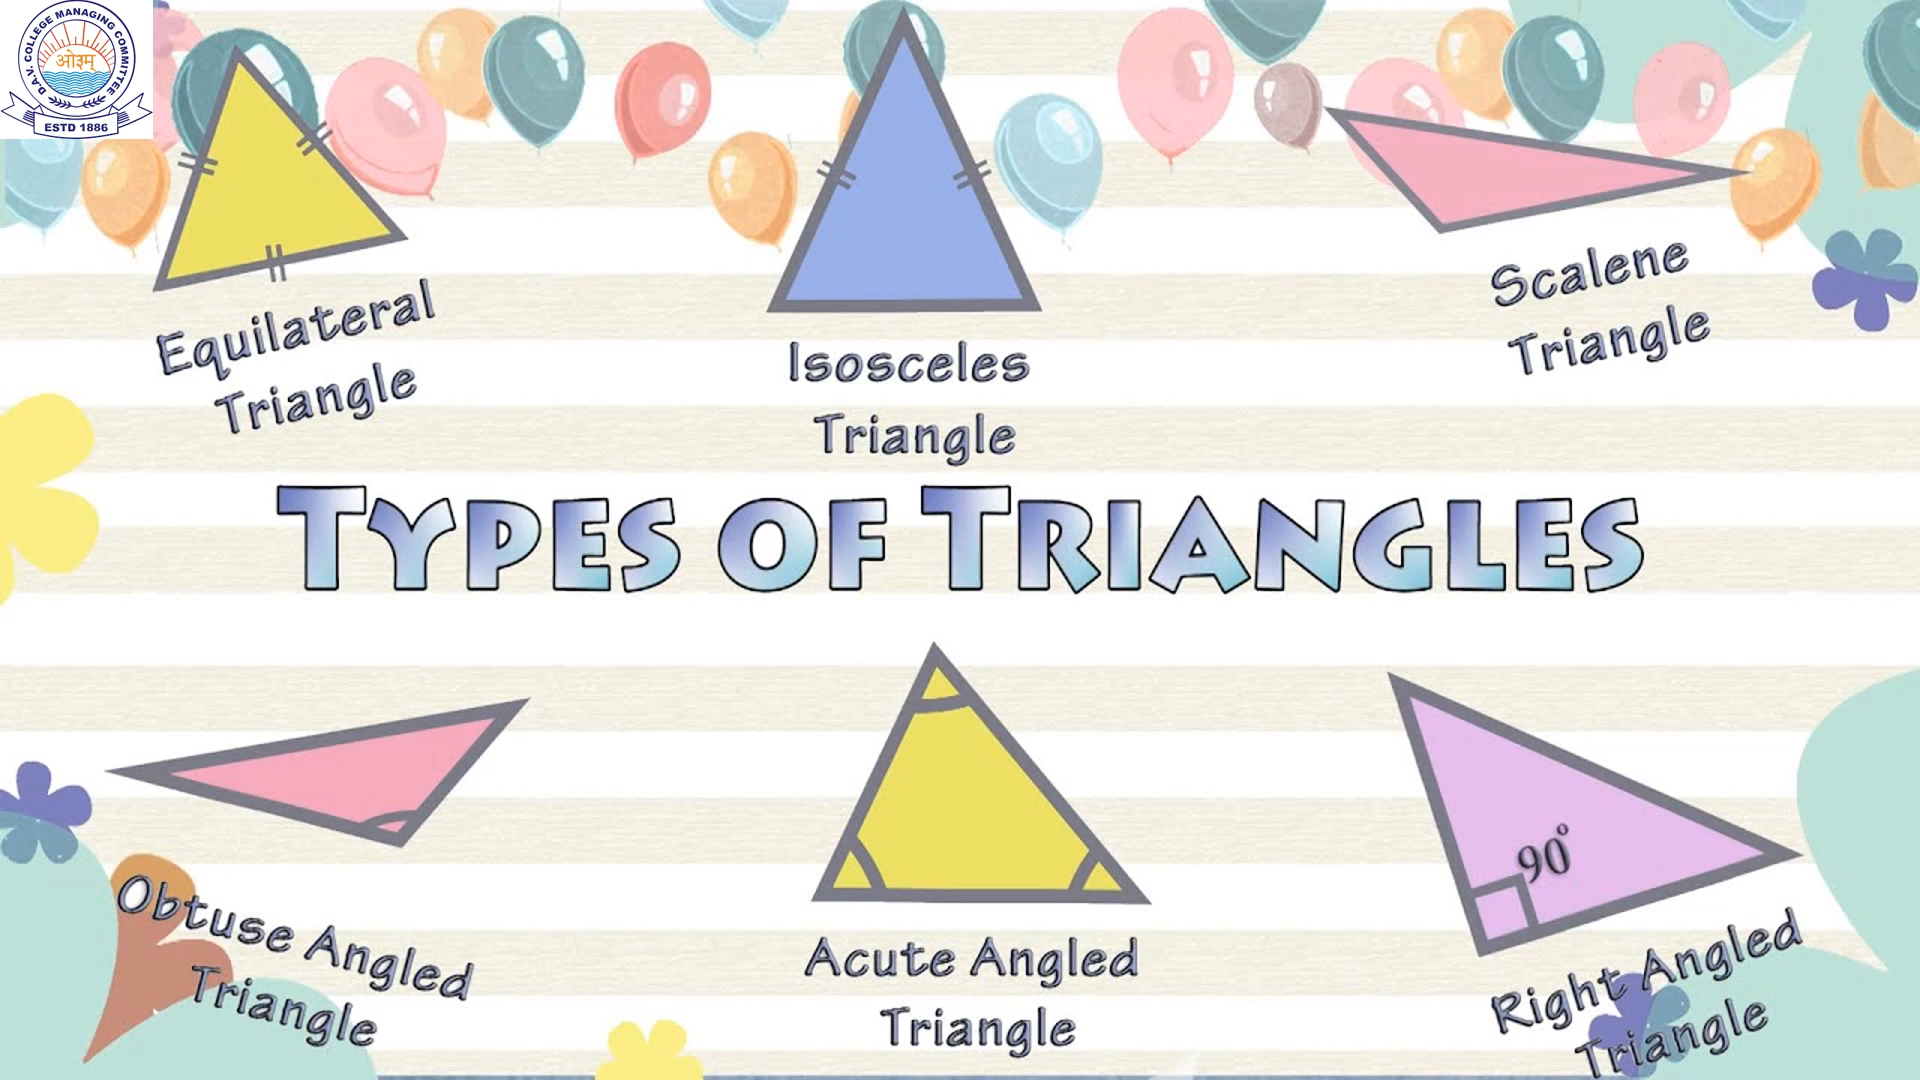 D.A.V. COLLEGE MANAGING COMMITTEE
ओ३म्
ESTD 1886
Equilateral
Triangle
Isosceles
Triangle
Scalene
Triangle
TYPES OF TRIANGLES
Obtuse Angled
Triangle
Acute Angled
Triangle
90°
Right Angled
Triangle